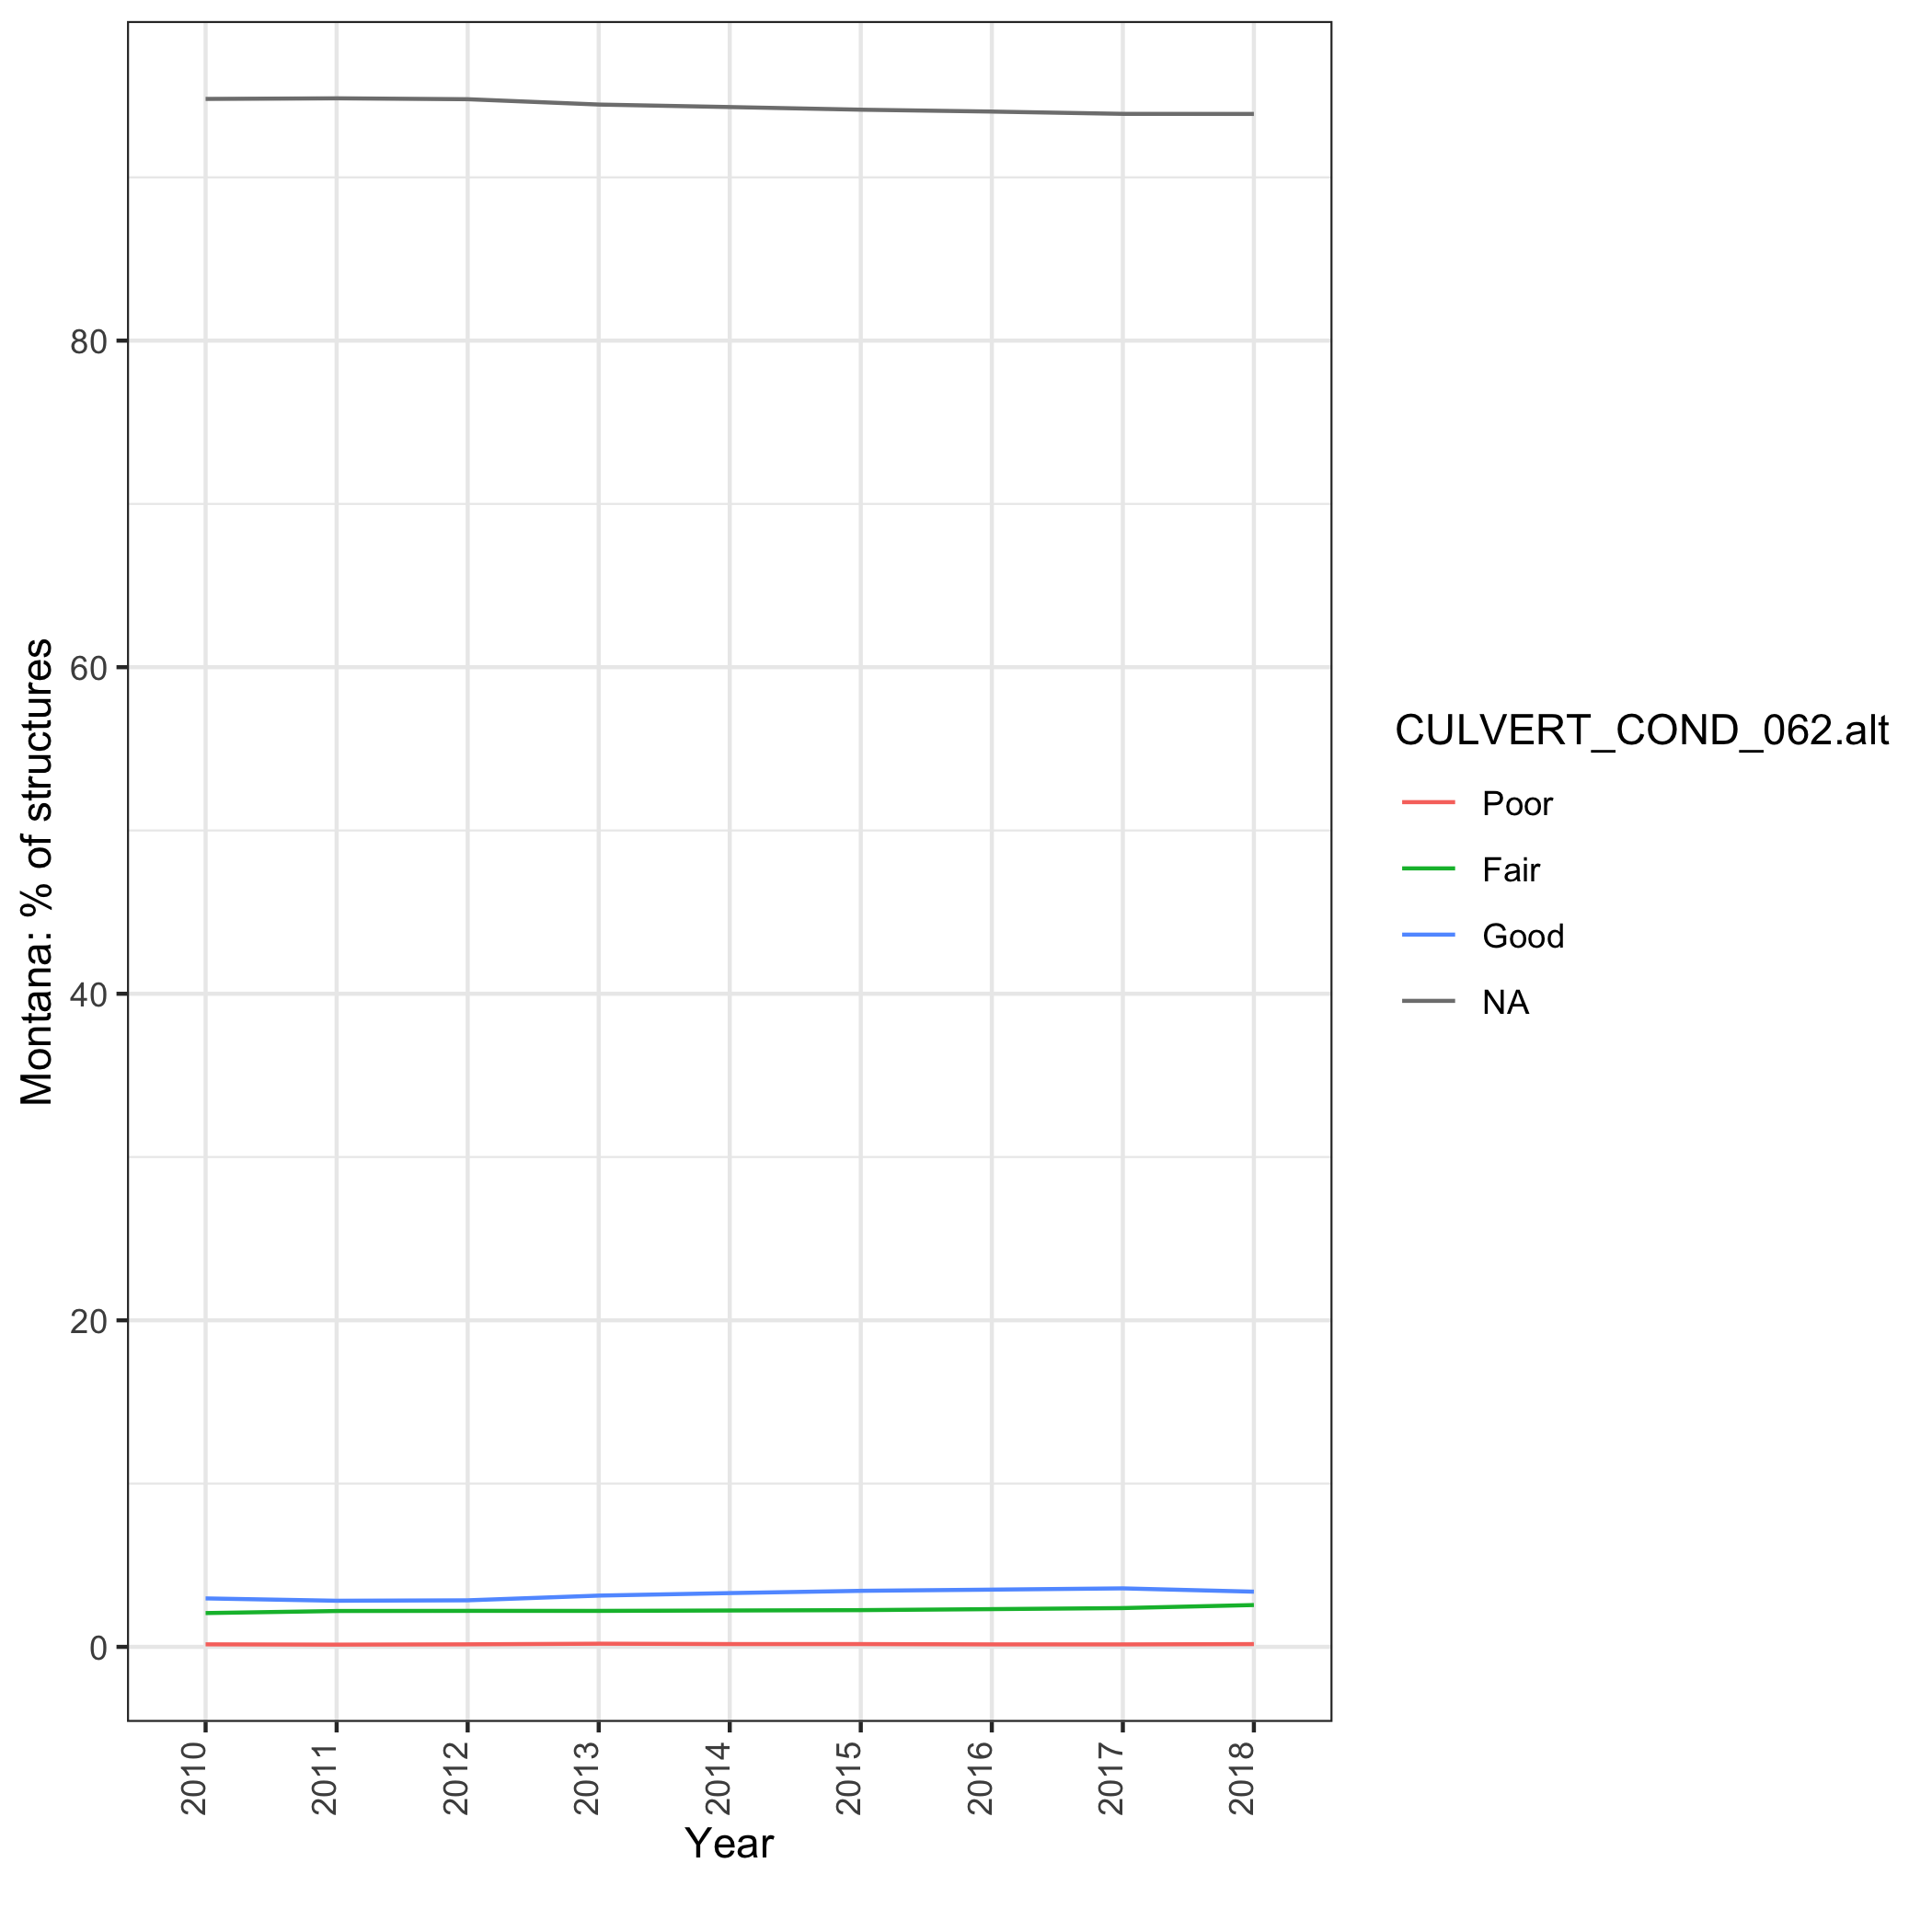 Montana: % of structures
80
60
40
20
0
2010
2011
2012
2013
2014
2015
2016
2017
2018
Year
CULVERT_COND_062.alt
Poor
Fair
Good
NA